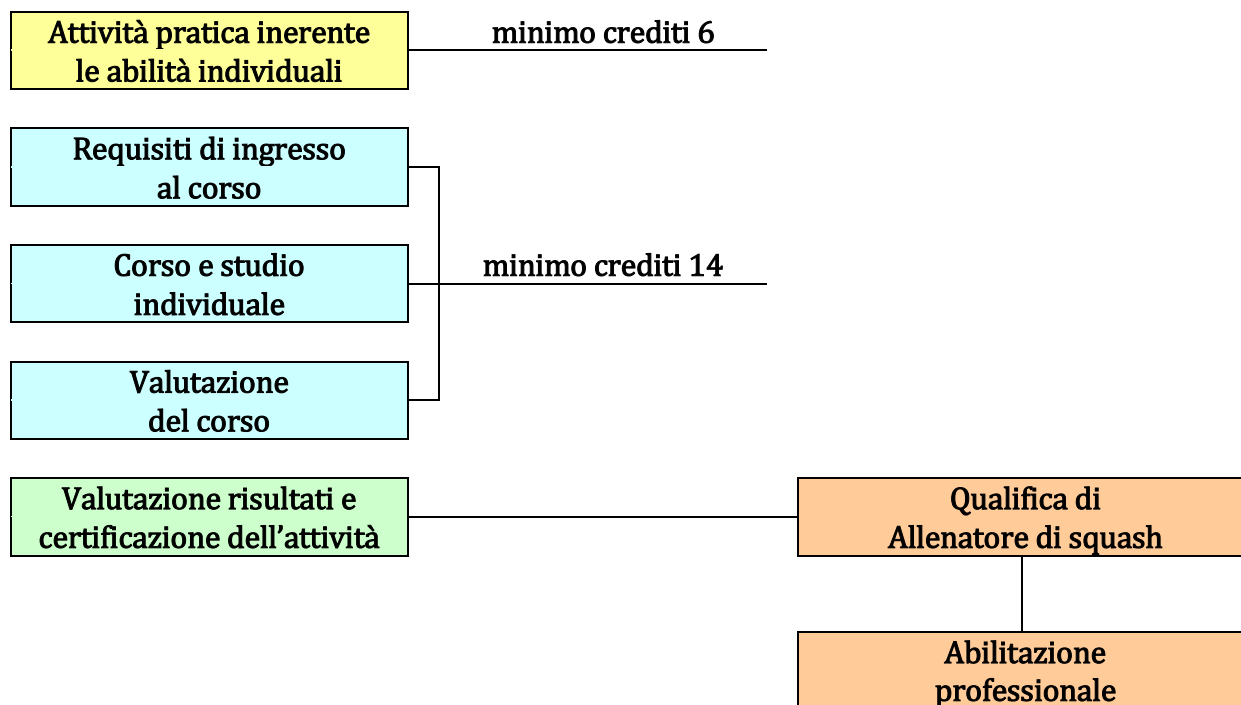 Attività pratica inerente
le abilità individuali
minimo crediti 6
Requisiti di ingresso
al corso
Corso e studio
individuale
minimo crediti 14
Valutazione
del corso
Valutazione risultati e
certificazione dell’attività
Qualifica di
Allenatore di squash
Abilitazione
professionale